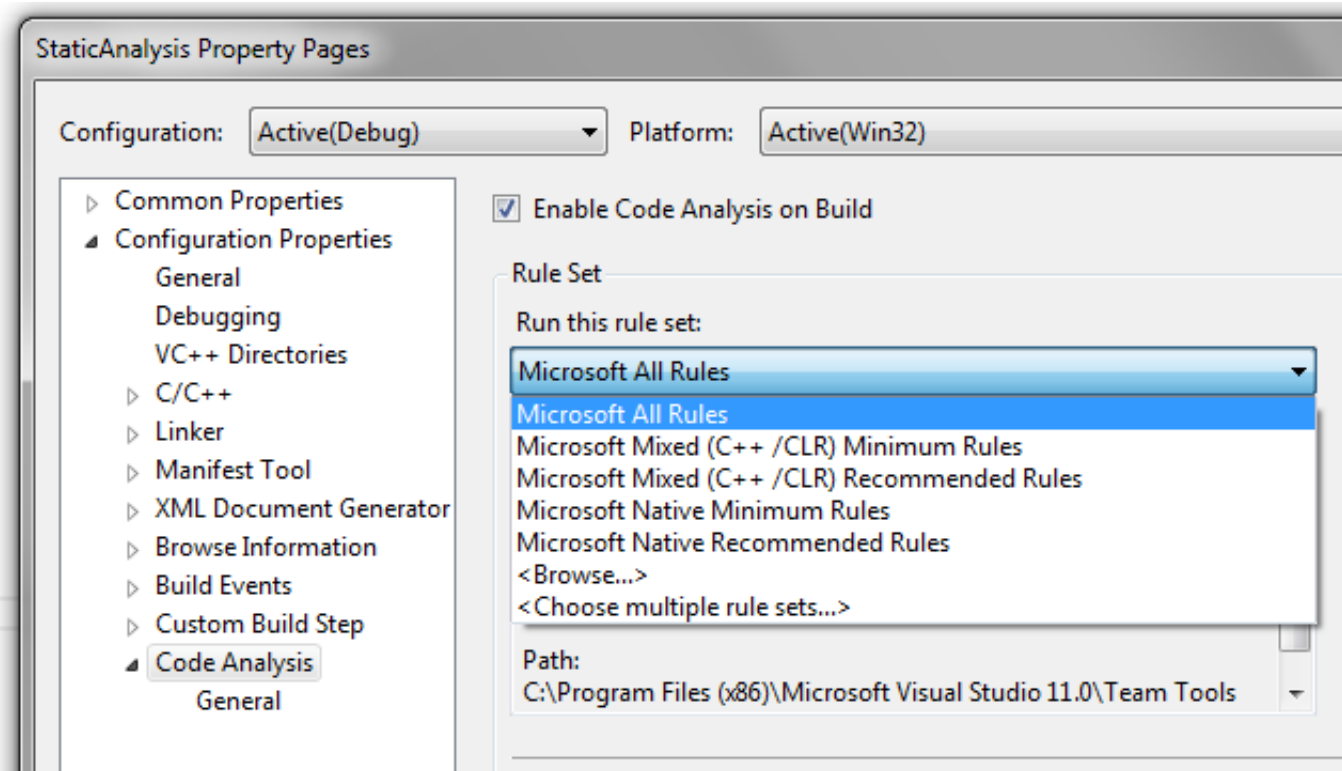 StaticAnalysis Property Pages
Configuration: Active(Debug) Platform: Active(Win32)
Common Properties
Configuration Properties
General
Debugging
VC++ Directories
C/C++
Linker
Manifest Tool
XML Document Generator
Browse Information
Build Events
Custom Build Step
Code Analysis
General
Enable Code Analysis on Build
Rule Set
Run this rule set:
Microsoft All Rules
Microsoft All Rules
Microsoft Mixed (C++ /CLR) Minimum Rules
Microsoft Mixed (C++ /CLR) Recommended Rules
Microsoft Native Minimum Rules
Microsoft Native Recommended Rules
<Browse...>
<Choose multiple rule sets...>
Path:
C:\Program Files (x86)\Microsoft Visual Studio 11.0\Team Tools